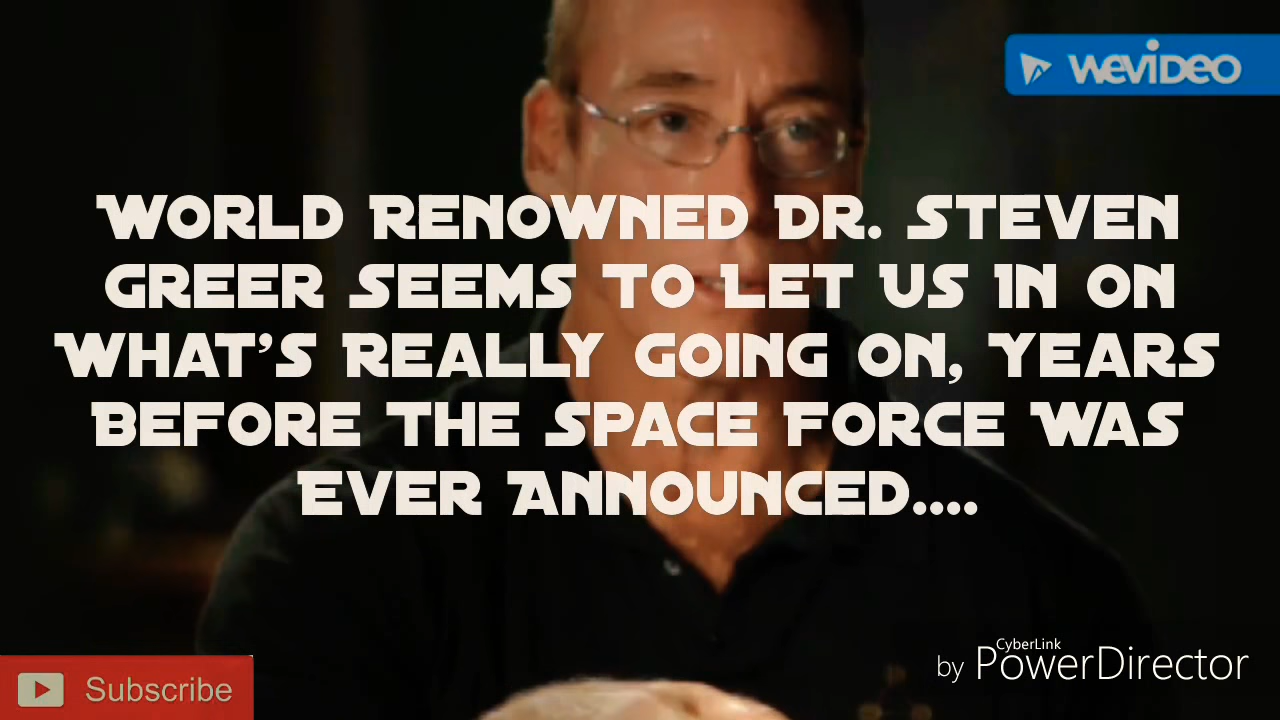 WEVIDEO
WORLD RENOWNED DR. STEVEN
GREER SEEMS TO LET US IN ON
WHAT'S REALLY GOING ON, YEARS
BEFORE THE SPACE FORCE WAS
EVER ANNOUNCED....
CyberLink
by PowerDirector
Subscribe